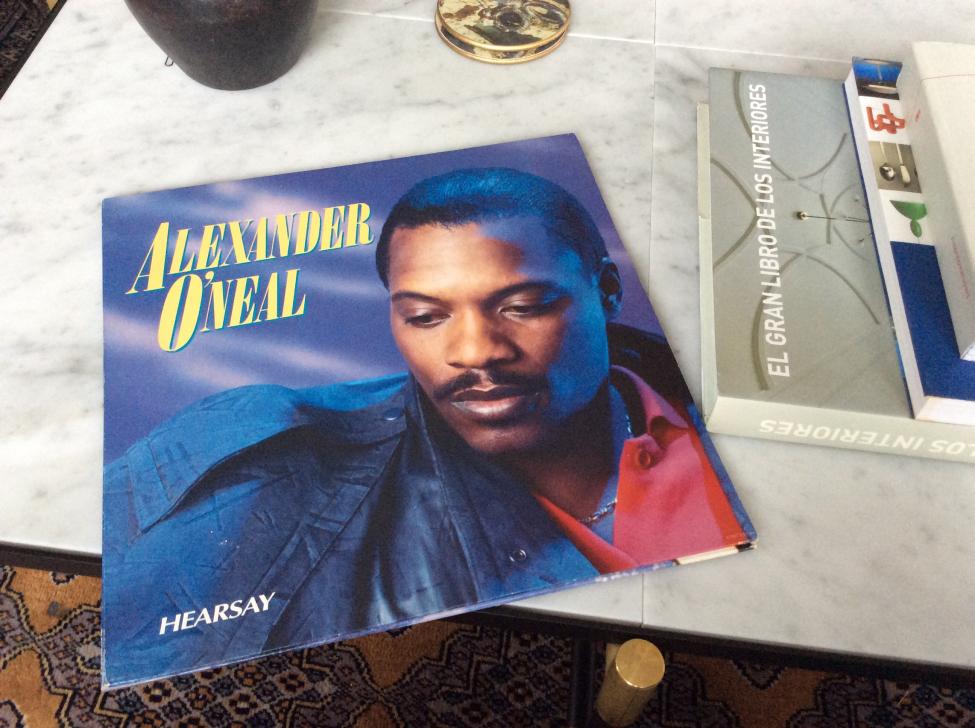 ALEXANDER
O'NEAL
HEARSAY
EL GRAN LIBRO DE LOS INTERIORES
LOS INTERIORES